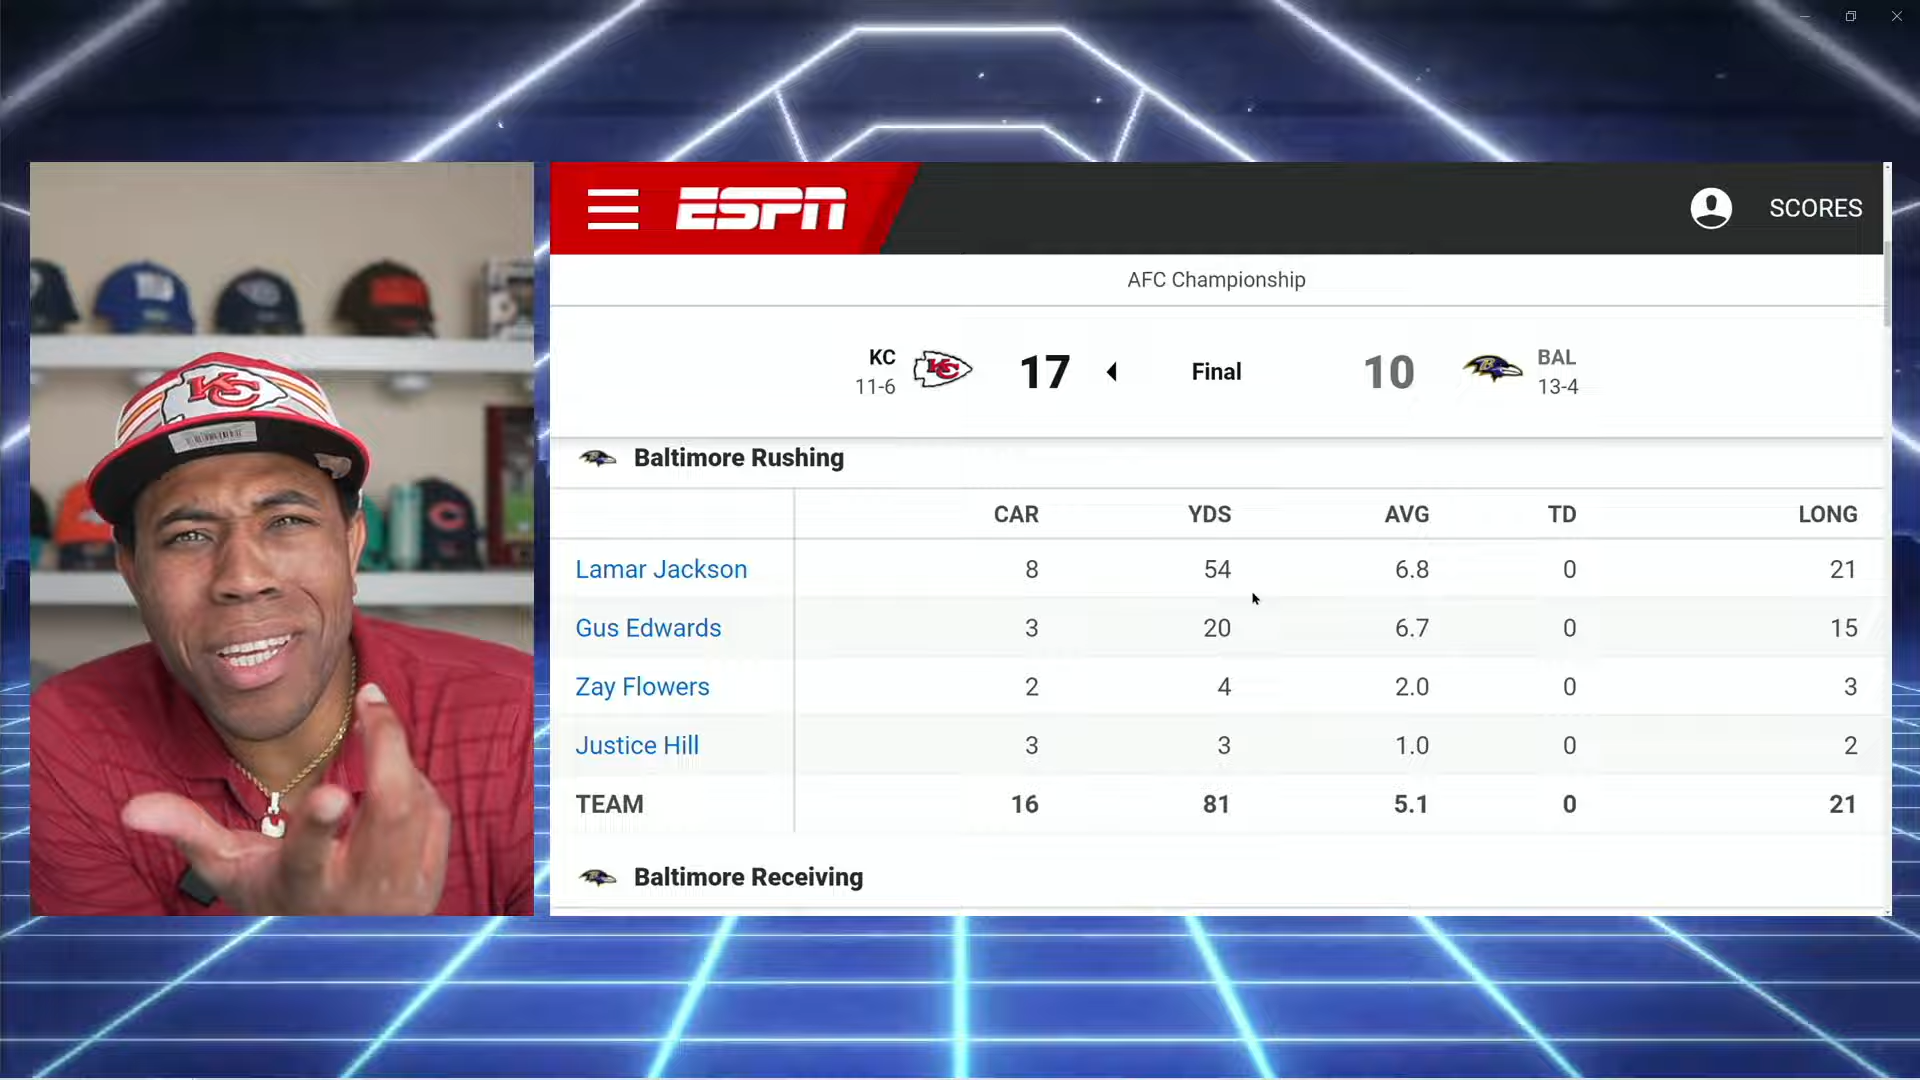 ESPN
SCORES
AFC Championship
KC 17 Final 10 BAL
11-6 13-4
Baltimore Rushing
CAR YDS AVG TD LONG
Lamar Jackson 8 54 6.8 0 21
Gus Edwards 3 20 6.7 0 15
Zay Flowers 2 4 2.0 0 3
Justice Hill 3 3 1.0 0 2
TEAM 16 81 5.1 0 21
Baltimore Receiving
KC